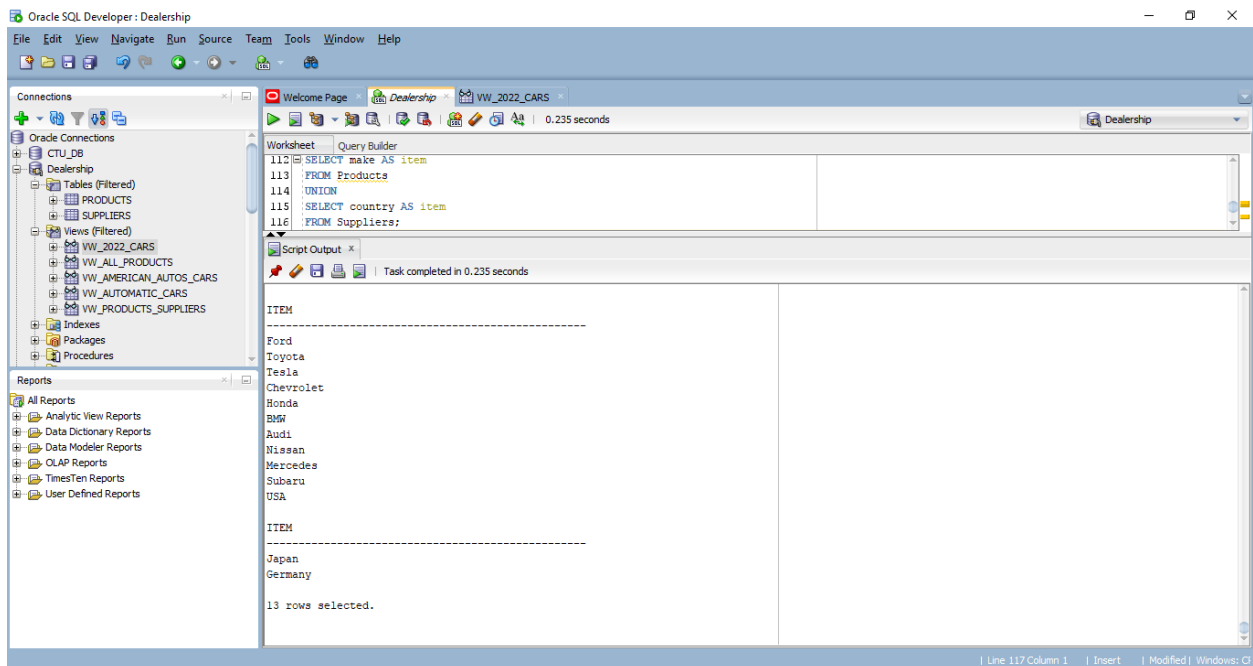 Oracle SQL Developer : Dealership
File Edit View Navigate Run Source Team Tools Window Help
Connections
Oracle Connections
CTU_DB
Dealership
Tables (Filtered)
PRODUCTS
SUPPLIERS
Views (Filtered)
VW_2022_CARS
VW_ALL_PRODUCTS
VW_AMERICAN_AUTOS_CARS
VW_AUTOMATIC_CARS
VW_PRODUCTS_SUPPLIERS
Indexes
Packages
Procedures
Reports
All Reports
Analytic View Reports
Data Dictionary Reports
Data Modeler Reports
OLAP Reports
TimesTen Reports
User Defined Reports
Welcome Page Dealership VW_2022_CARS
0.235 seconds Dealership
Worksheet Query Builder
112 SELECT make AS item
113 FROM Products
114 UNION
115 SELECT country AS item
116 FROM Suppliers;
Script Output x
Task completed in 0.235 seconds
ITEM
--------------------------------------------------
Ford
Toyota
Tesla
Chevrolet
Honda
BMW
Audi
Nissan
Mercedes
Subaru
USA
ITEM
--------------------------------------------------
Japan
Germany
13 rows selected.
| Line 117 Column 1 | Insert | Modified | Windows: